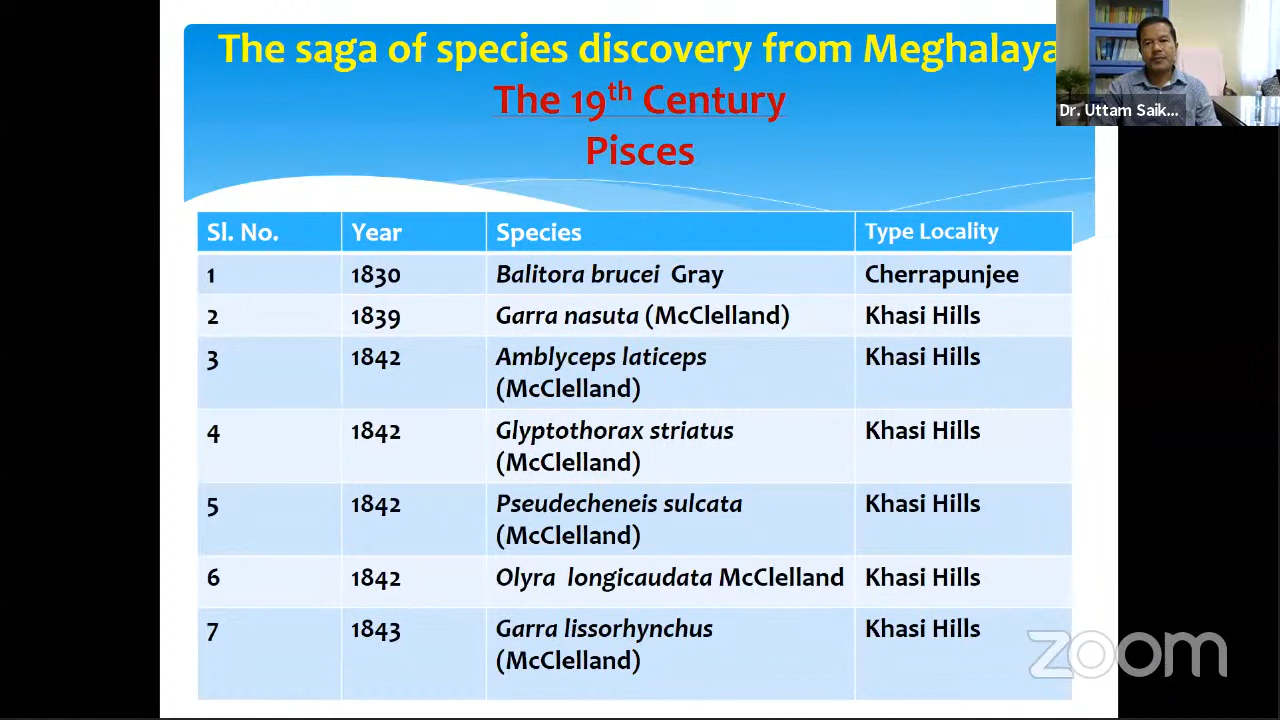 The saga of species discovery from Meghalaya
The 19th Century
Pisces
Dr. Uttam Saik...
Sl. No. Year Species Type Locality
1 1830 Balitora brucei Gray Cherrapunjee
2 1839 Garra nasuta (McClelland) Khasi Hills
3 1842 Amblyceps laticeps Khasi Hills
(McClelland)
4 1842 Glyptothorax striatus Khasi Hills
(McClelland)
5 1842 Pseudecheneis sulcata Khasi Hills
(McClelland)
6 1842 Olyra longicaudata McClelland Khasi Hills
7 1843 Garra lissorhynchus Khasi Hills
(McClelland)
zoom